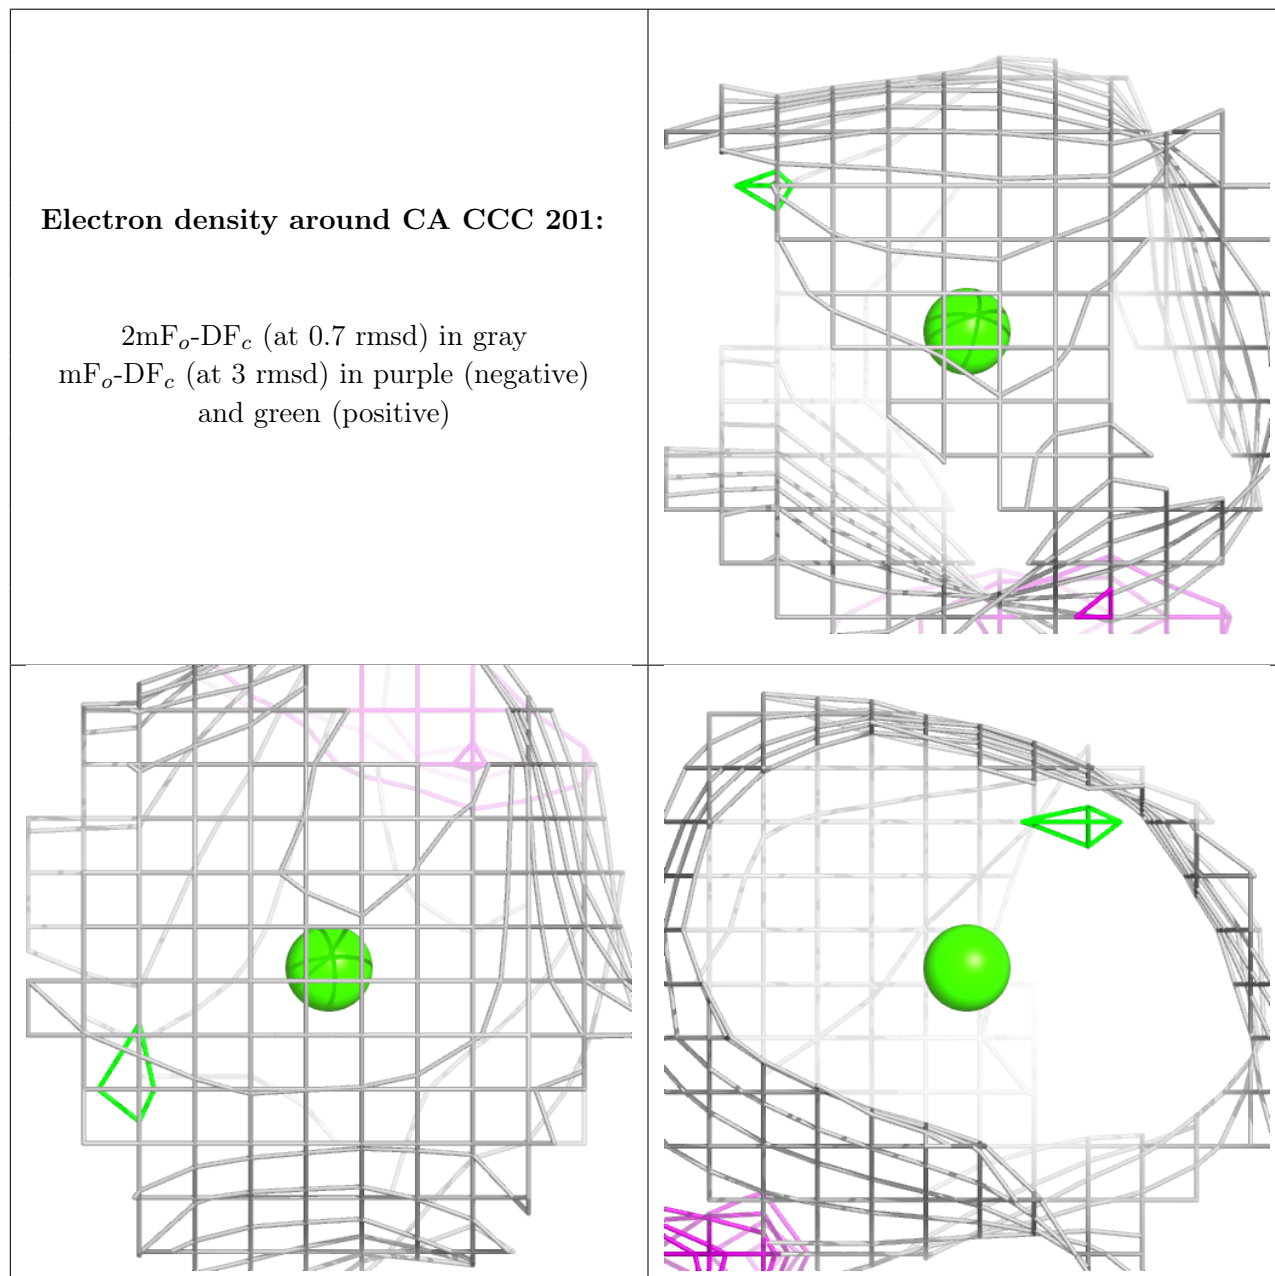 Electron density around CA CCC 201:
2mFo-DFc (at 0.7 rmsd) in gray
mFo-DFc (at 3 rmsd) in purple (negative)
and green (positive)